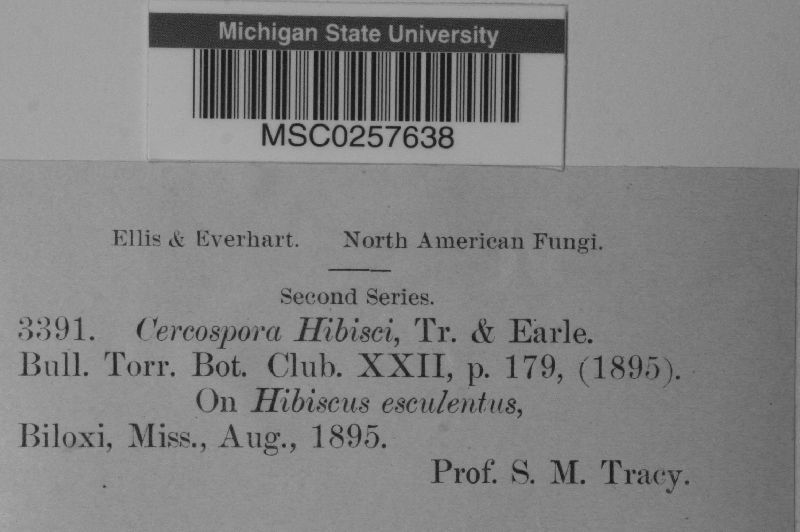 Michigan State University
MSC0257638
Ellis & Everhart. North American Fungi.
Second Series.
3391. Cercospora Hibisci, Tr. & Earle.
Bull. Torr. Bot. Club. XXII, p. 179, (1895).
On Hibiscus esculentus,
Biloxi, Miss., Aug., 1895.
Prof. S. M. Tracy.